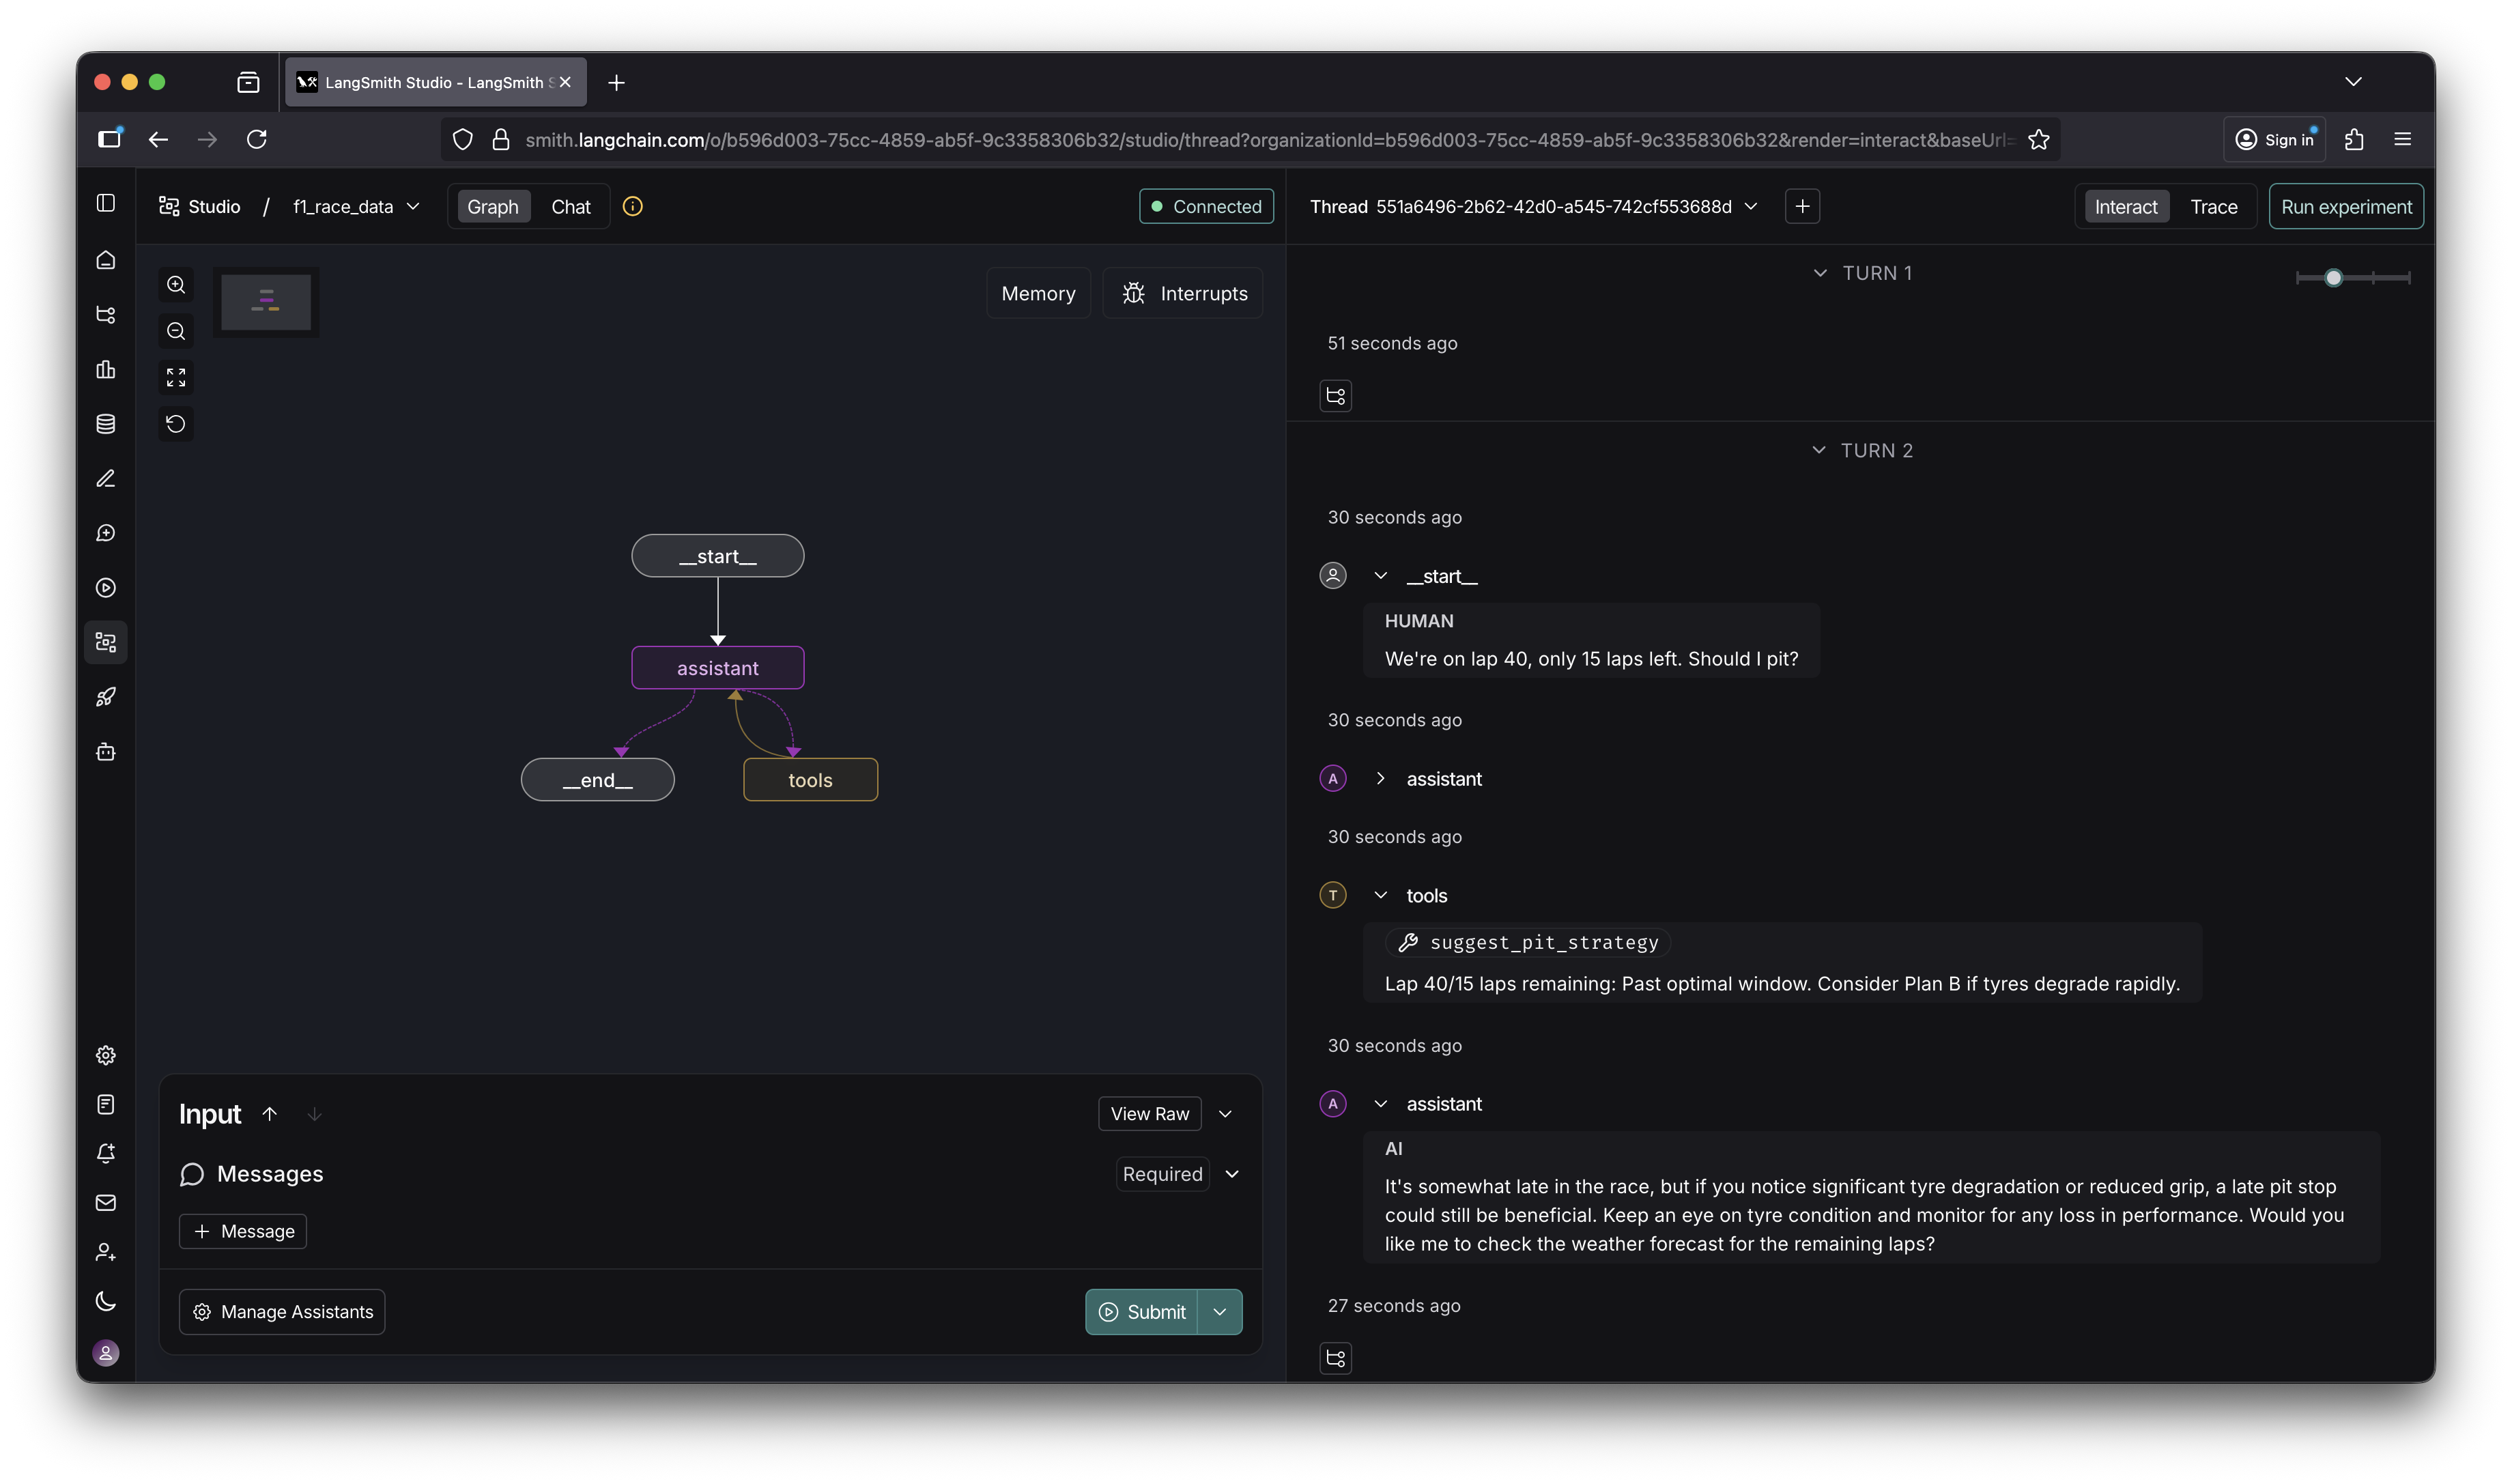 LangSmith Studio - LangSmith S
smith.langchain.com/o/b596d003-75cc-4859-ab5f-9c3358306b32/studio/thread?organizationId=b596d003-75cc-4859-ab5f-9c3358306b32&render=interact&baseUrl=
Sign in
Studio / f1_race_data
Graph Chat
Connected
Memory
Interrupts
__start__
assistant
__end__
tools
Input
View Raw
Messages
Required
+ Message
Manage Assistants
Submit
Thread 551a6496-2b62-42d0-a545-742cf553688d
+
Interact Trace
Run experiment
TURN 1
51 seconds ago
TURN 2
30 seconds ago
__start__
HUMAN
We're on lap 40, only 15 laps left. Should I pit?
30 seconds ago
A assistant
30 seconds ago
T tools
suggest_pit_strategy
Lap 40/15 laps remaining: Past optimal window. Consider Plan B if tyres degrade rapidly.
30 seconds ago
A assistant
AI
It's somewhat late in the race, but if you notice significant tyre degradation or reduced grip, a late pit stop
could still be beneficial. Keep an eye on tyre condition and monitor for any loss in performance. Would you
like me to check the weather forecast for the remaining laps?
27 seconds ago